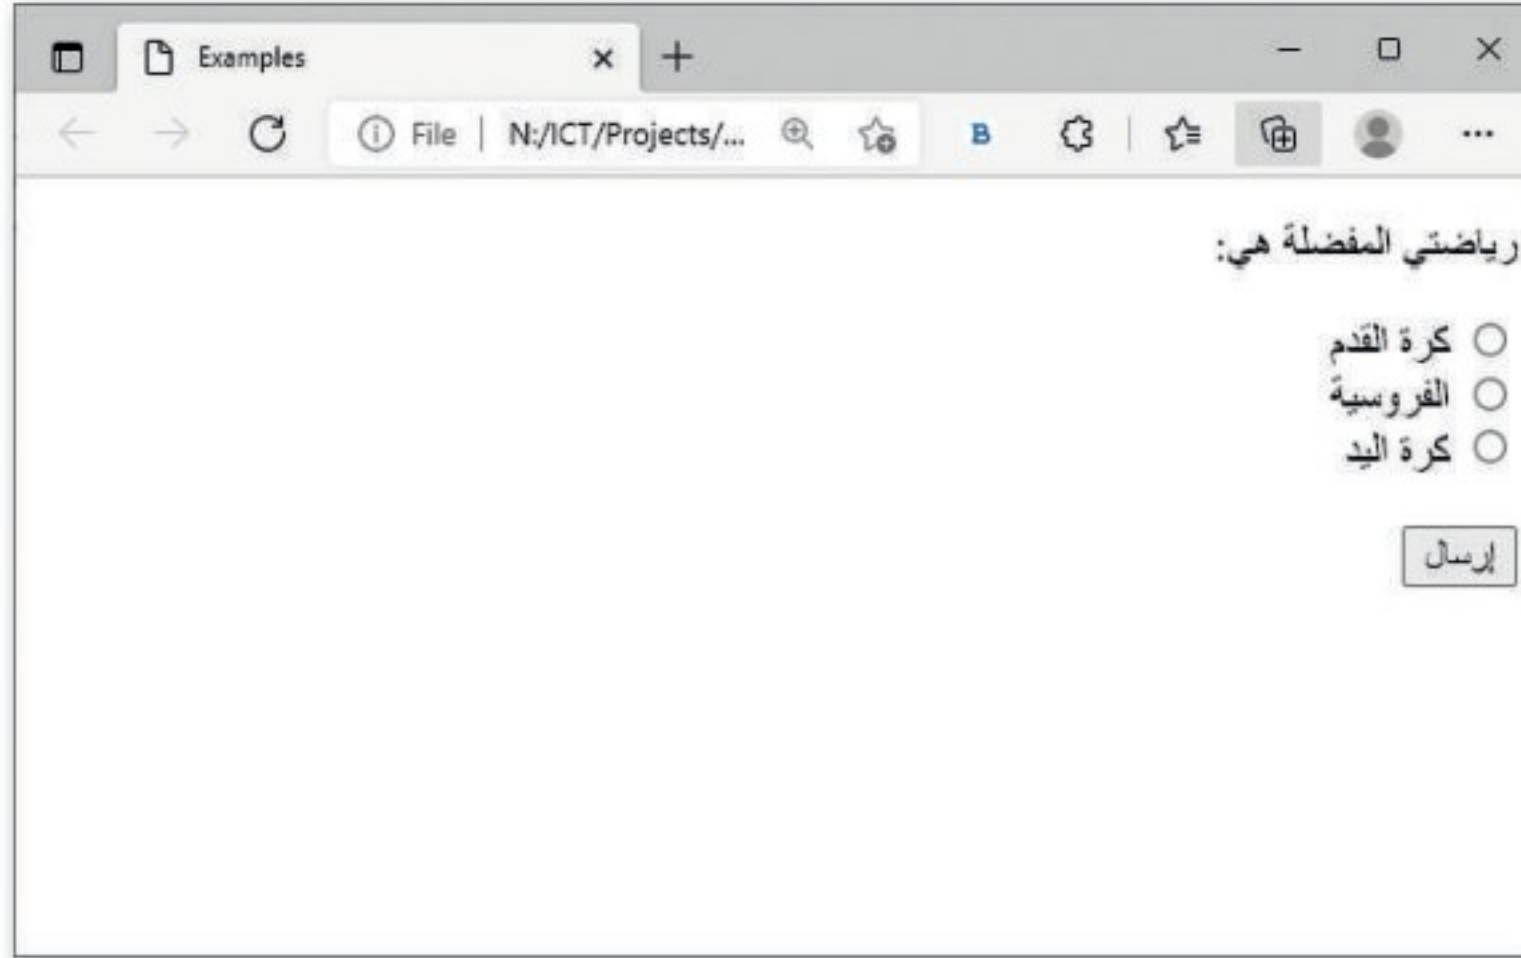 Examples
File | N:/ICT/Projects/...
B
رياضتي المفضلة هي:
كرة القدم
الفروسية
كرة اليد
إرسال